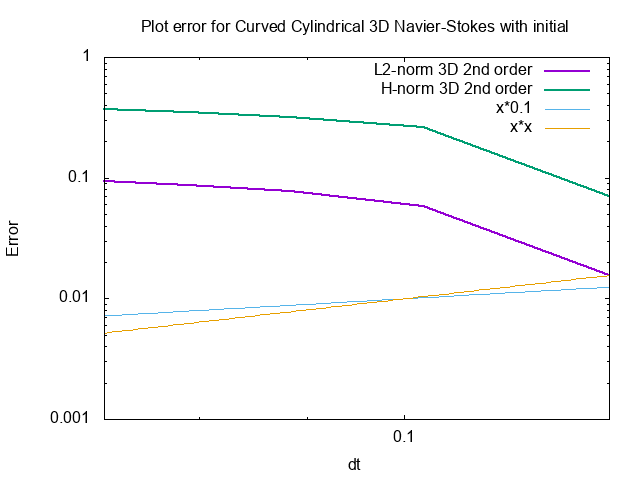 Plot error for Curved Cylindrical 3D Navier-Stokes with initial
1
L2-norm 3D 2nd order
H-norm 3D 2nd order
x*0.1
x*x
0.1
Error
0.01
0.001
0.1
dt